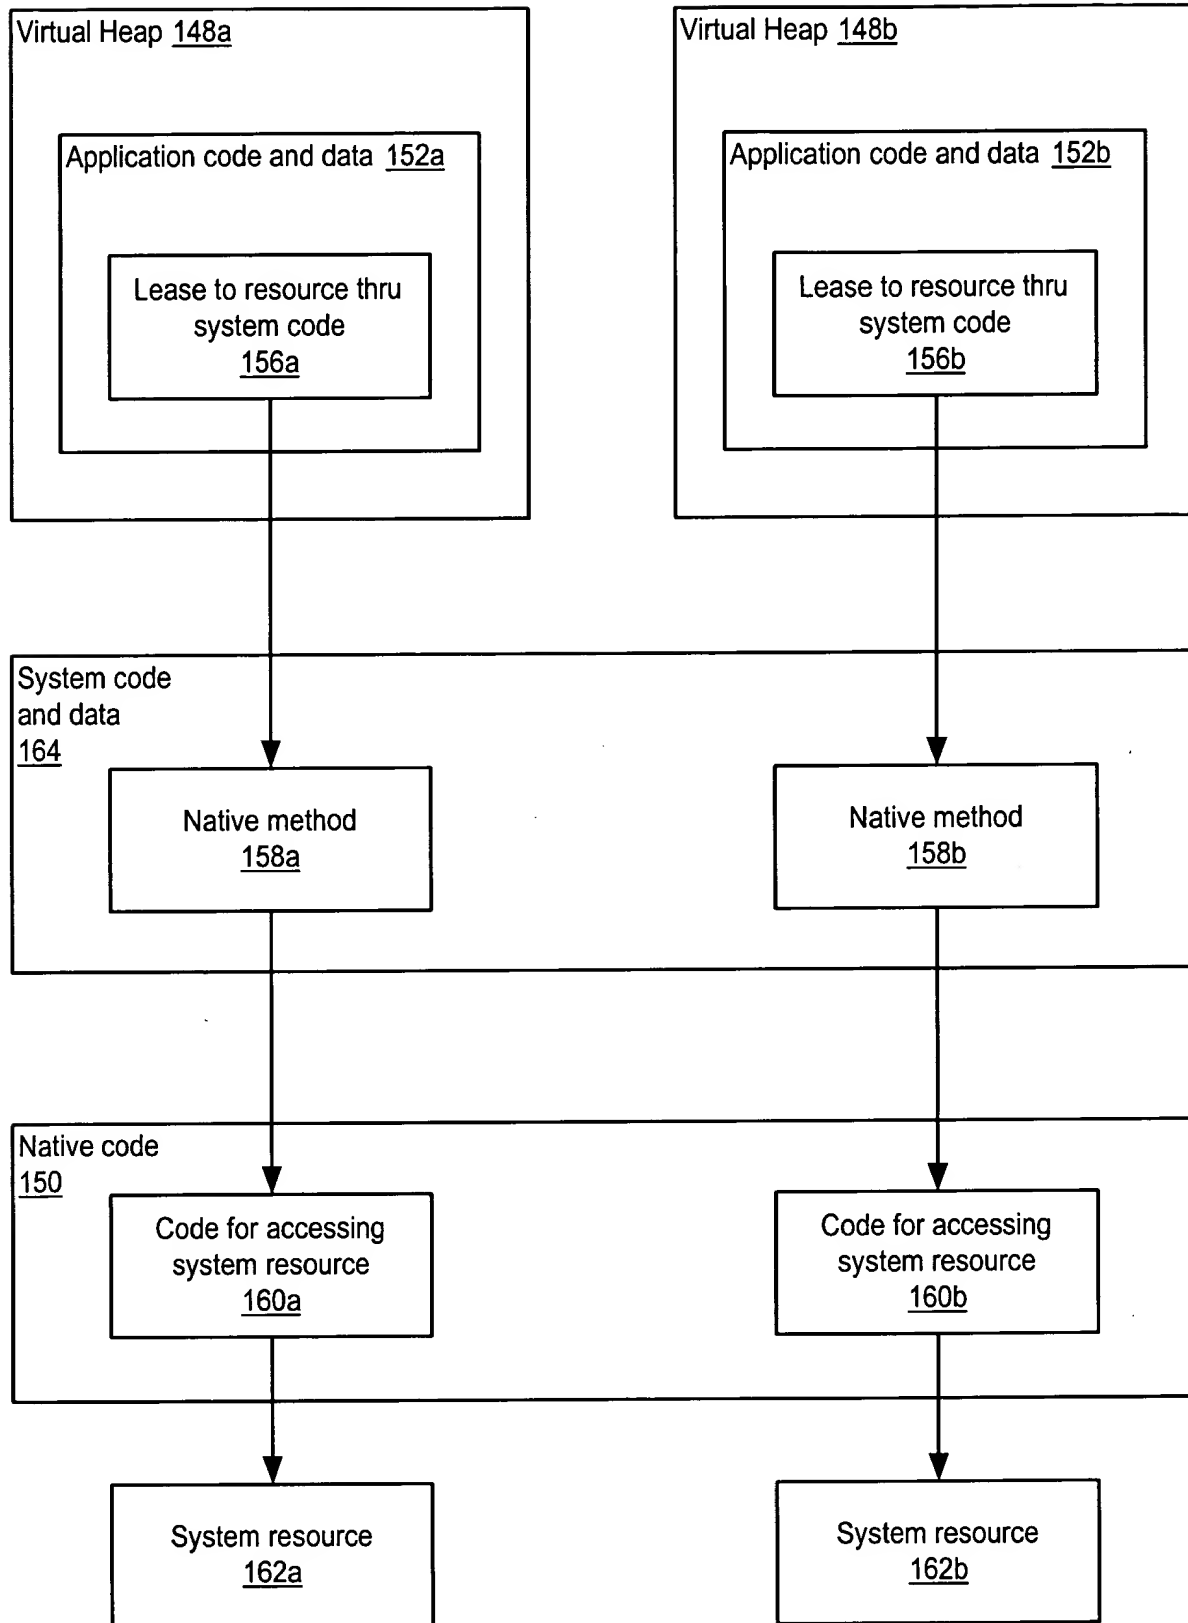 Virtual Heap 148a
Application code and data 152a
Lease to resource thru
system code
156a
Virtual Heap 148b
Application code and data 152b
Lease to resource thru
system code
156b
System code
and data
164
Native method
158a
Native method
158b
Native code
150
Code for accessing
system resource
160a
Code for accessing
system resource
160b
System resource
162a
System resource
162b